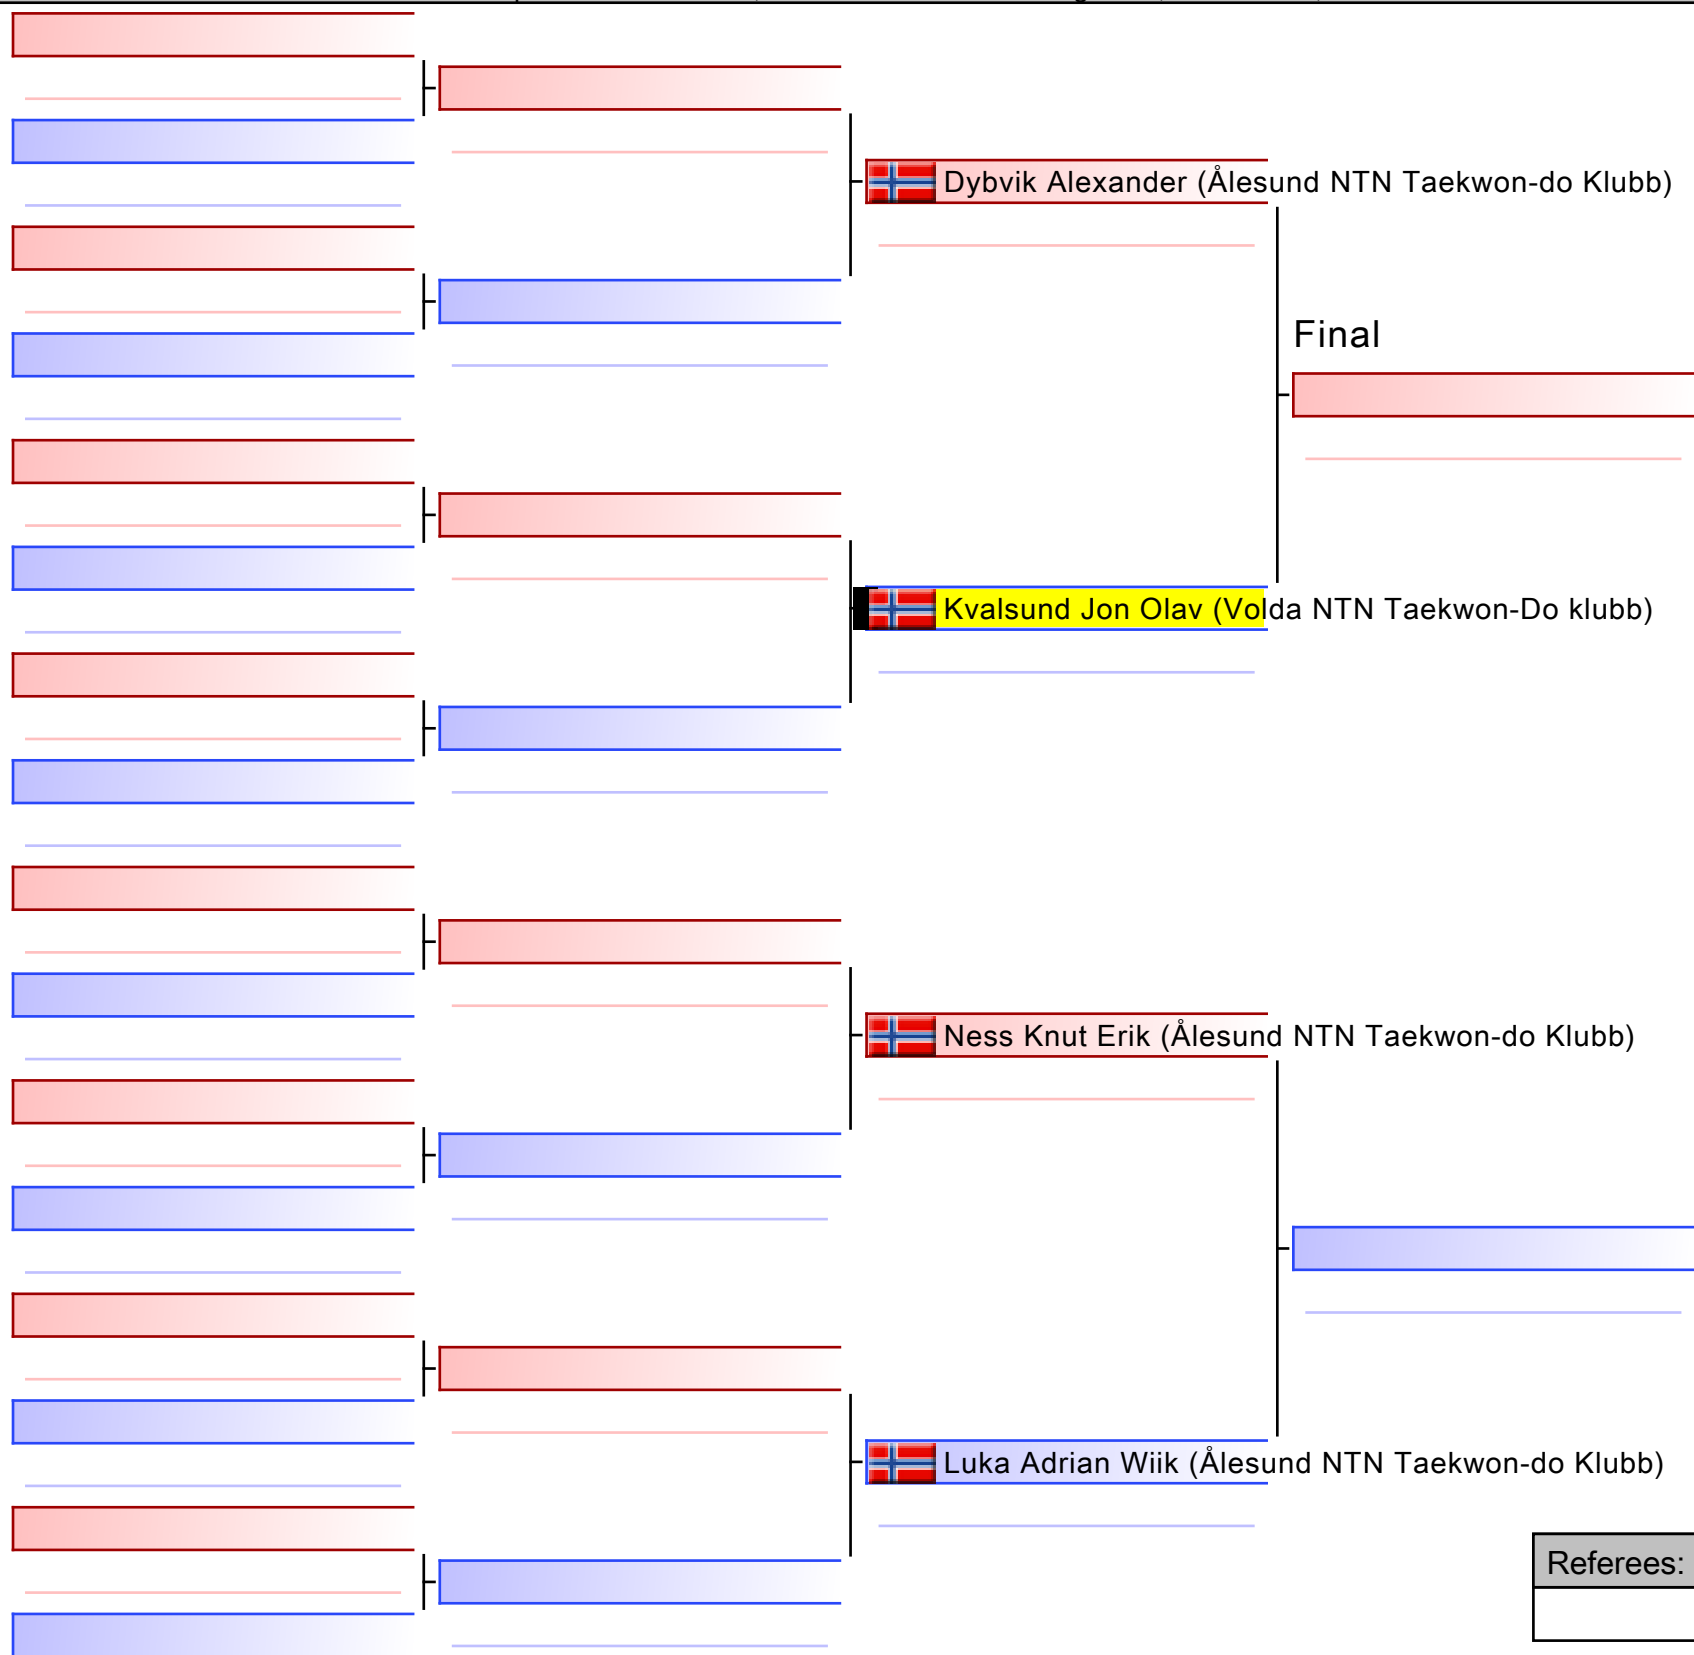 Dybvik Alexander (Ålesund NTN Taekwon-do Klubb)
Final
Kvalsund Jon Olav (Volda NTN Taekwon-Do klubb)
Ness Knut Erik (Ålesund NTN Taekwon-do Klubb)
Luka Adrian Wiik (Ålesund NTN Taekwon-do Klubb)
Referees: